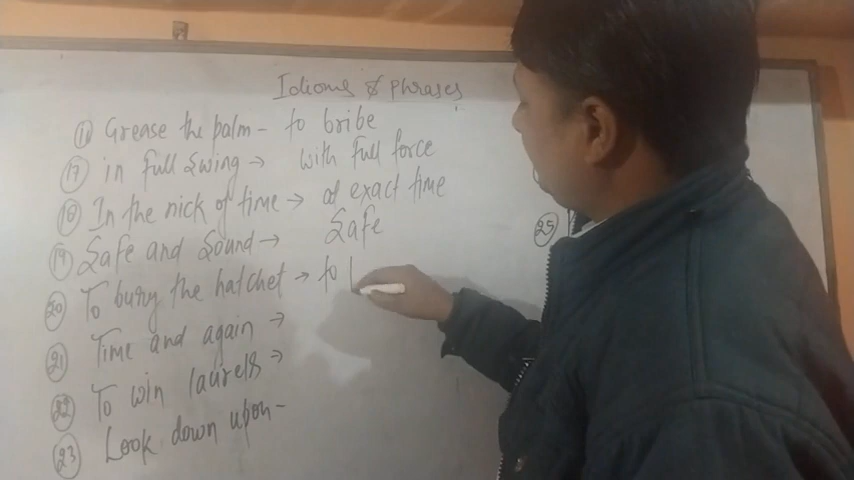 Idioms & phrases
16 Grease the palm - to bribe
17 in full swing → with full force
18 In the nick of time → at exact time
19 Safe and Sound → Safe
20 To bury the hatchet → to
21 Time and again →
22 To win laurels →
23 Look down upon -
25